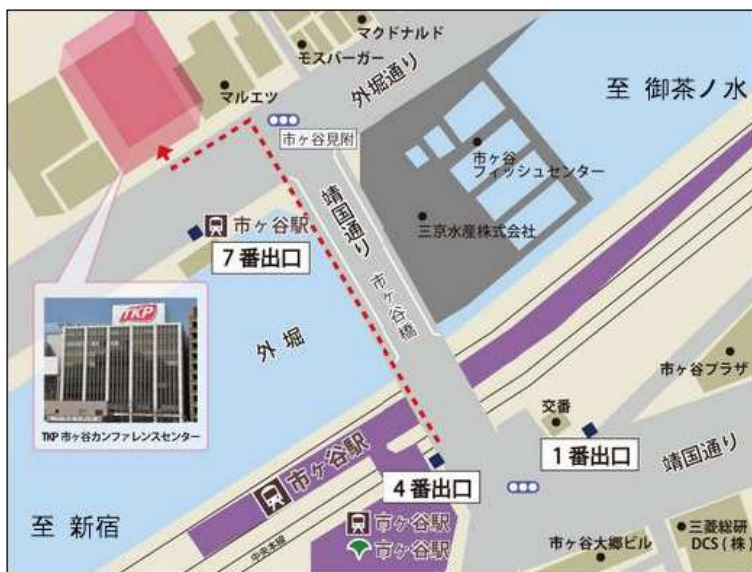 マクドナルド
モスバーガー
外堀通り
至 御茶ノ水
マルエツ
市ヶ谷見附
市ヶ谷
フィッシュセンター
靖国通り
三京水産株式会社
市ヶ谷駅
7番出口
市ヶ谷橋
外堀
TKP
TKP 市ヶ谷カンファレンスセンター
市ヶ谷プラザ
交番
1番出口
靖国通り
市ヶ谷駅
4番出口
至 新宿
市ヶ谷駅
市ヶ谷駅
中央本線
三菱総研
DCS(株)
市ヶ谷大郷ビル